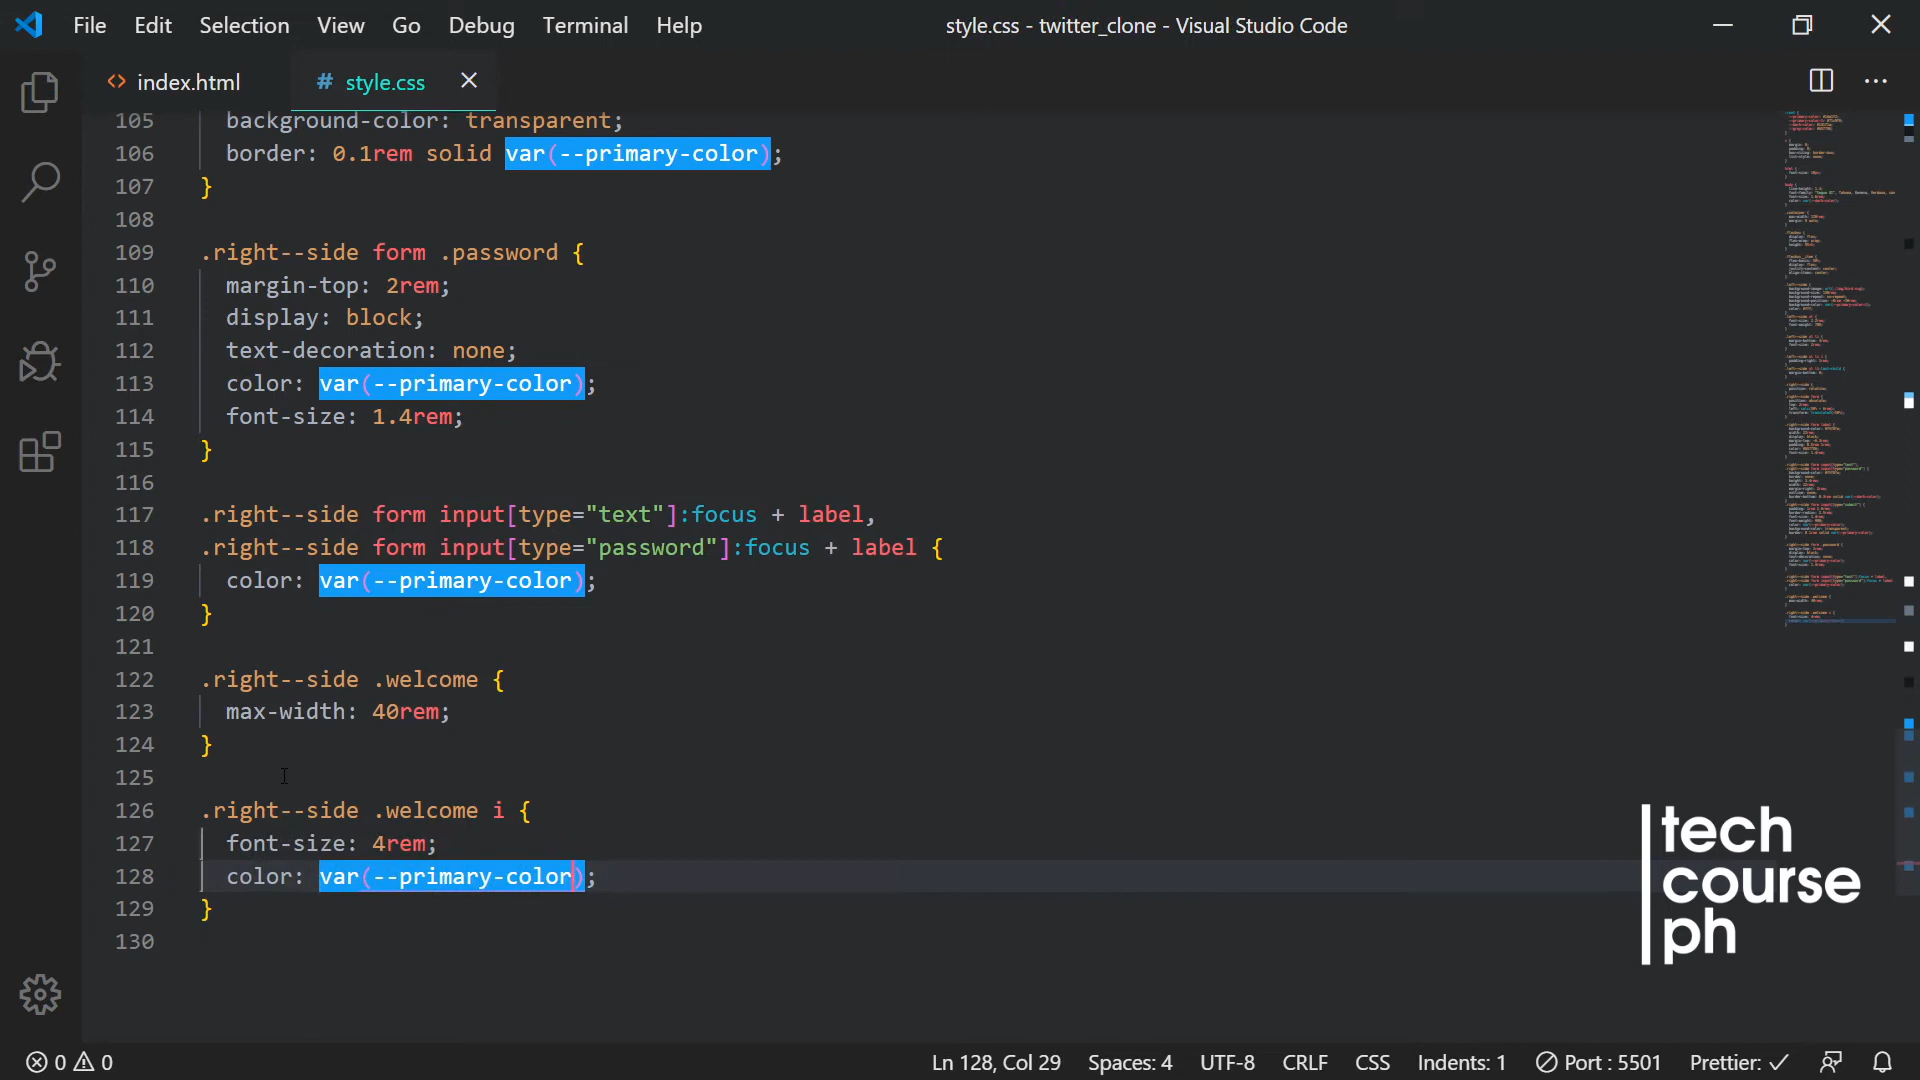 File Edit Selection View Go Debug Terminal Help style.css - twitter_clone - Visual Studio Code
<> index.html # style.css
105 background-color: transparent;
106 border: 0.1rem solid var(--primary-color);
107 }
108
109 .right--side form .password {
110 margin-top: 2rem;
111 display: block;
112 text-decoration: none;
113 color: var(--primary-color);
114 font-size: 1.4rem;
115 }
116
117 .right--side form input[type="text"]:focus + label,
118 .right--side form input[type="password"]:focus + label {
119 color: var(--primary-color);
120 }
121
122 .right--side .welcome {
123 max-width: 40rem;
124 }
125
126 .right--side .welcome i {
127 font-size: 4rem;
128 color: var(--primary-color);
129 }
130
tech
course
ph
0 0 Ln 128, Col 29 Spaces: 4 UTF-8 CRLF CSS Indents: 1 Port : 5501 Prettier: ✓